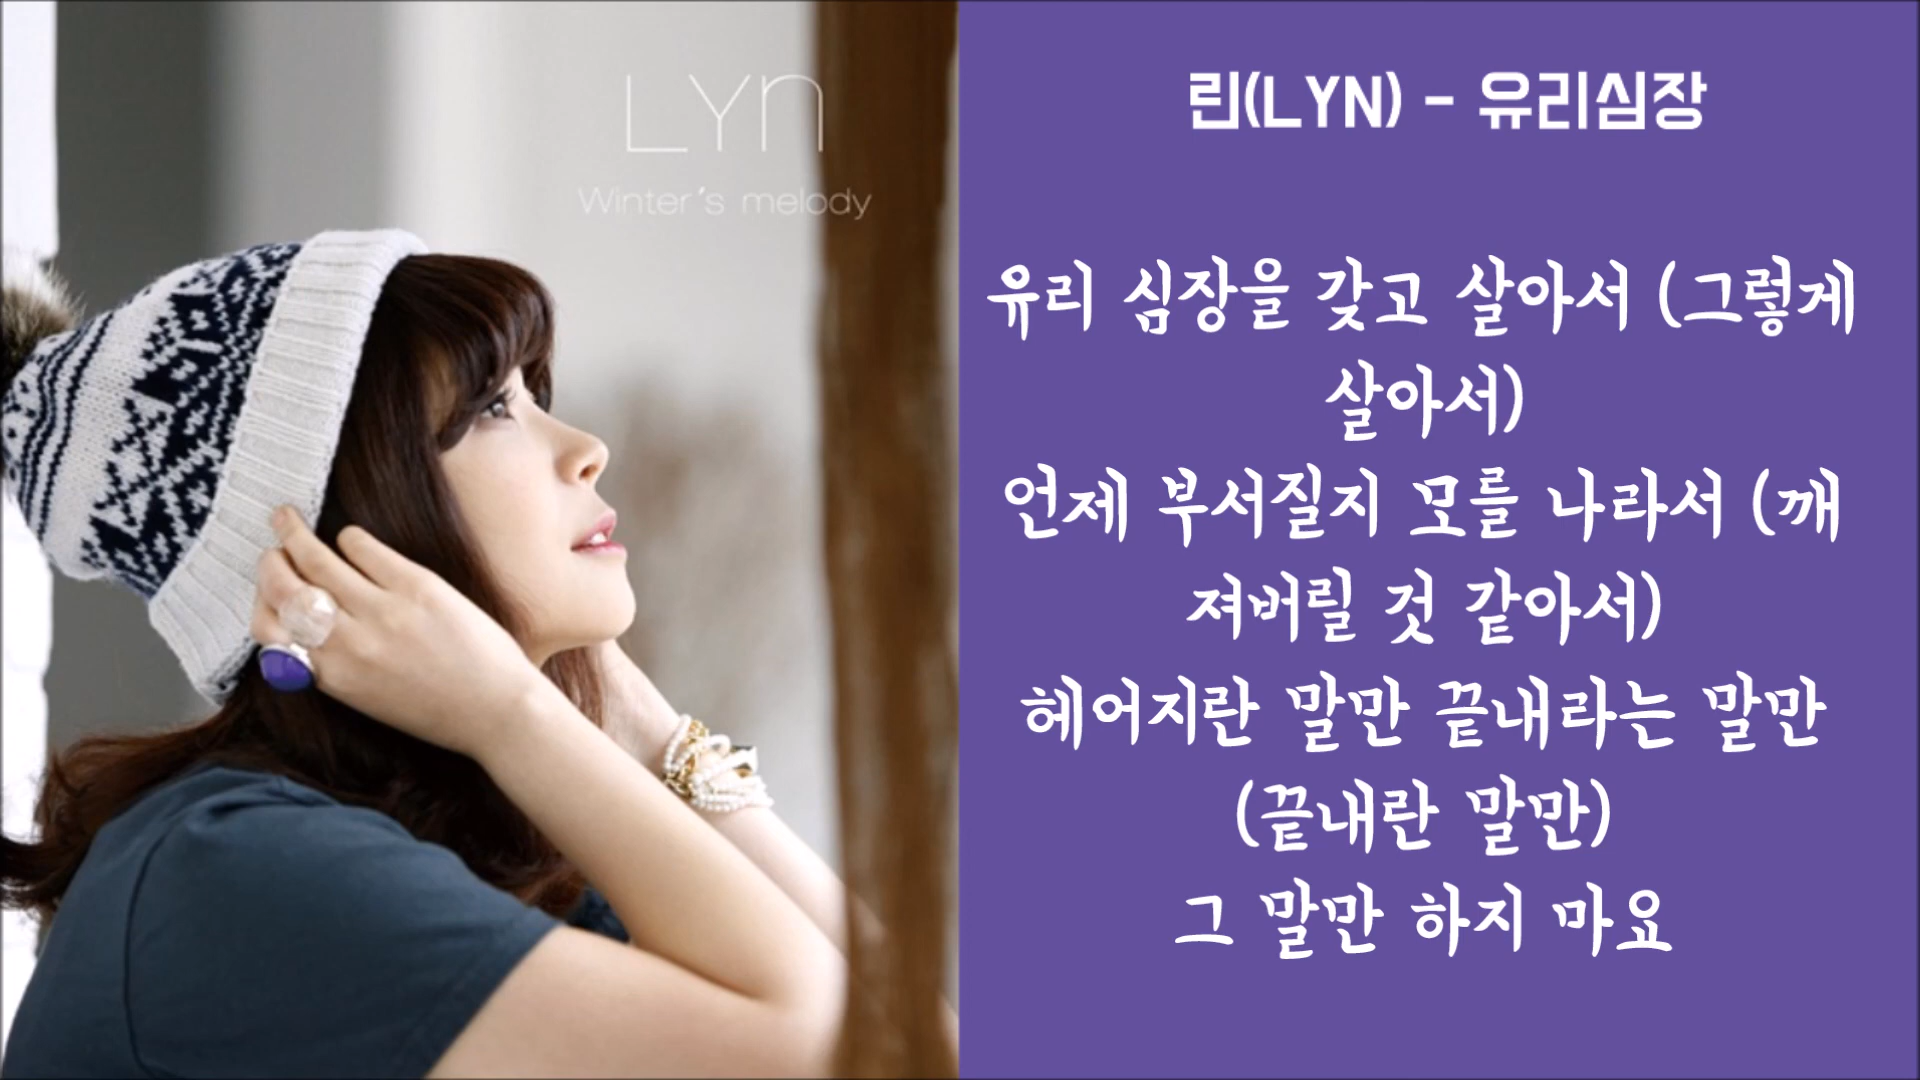 LYn
Winter's melody
린(LYN) - 유리심장
유리 심장을 갖고 살아서 (그렇게
살아서)
언제 부서질지 모를 나라서 (깨
져버릴 것 같아서)
헤어지란 말만 끝내라는 말만
(끝내란 말만)
그 말만 하지 마요